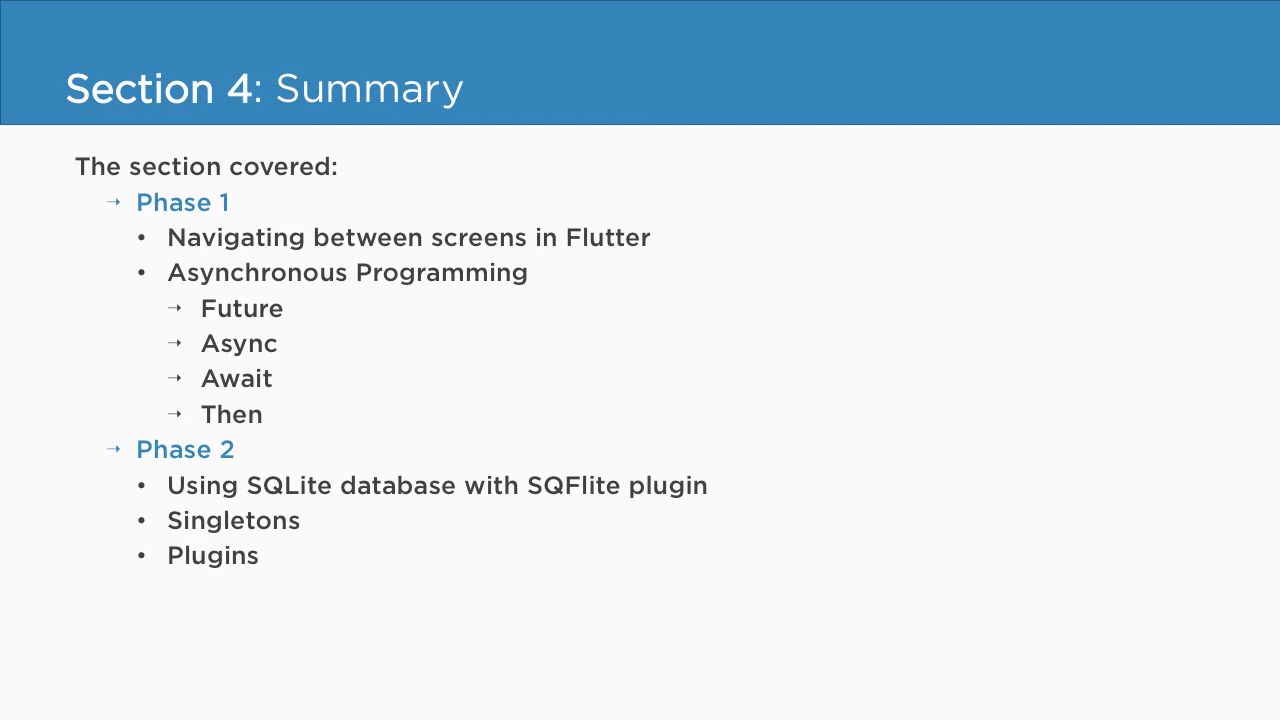 Section 4: Summary
The section covered:
➝ Phase 1
• Navigating between screens in Flutter
• Asynchronous Programming
➝ Future
➝ Async
➝ Await
➝ Then
➝ Phase 2
• Using SQLite database with SQFlite plugin
• Singletons
• Plugins